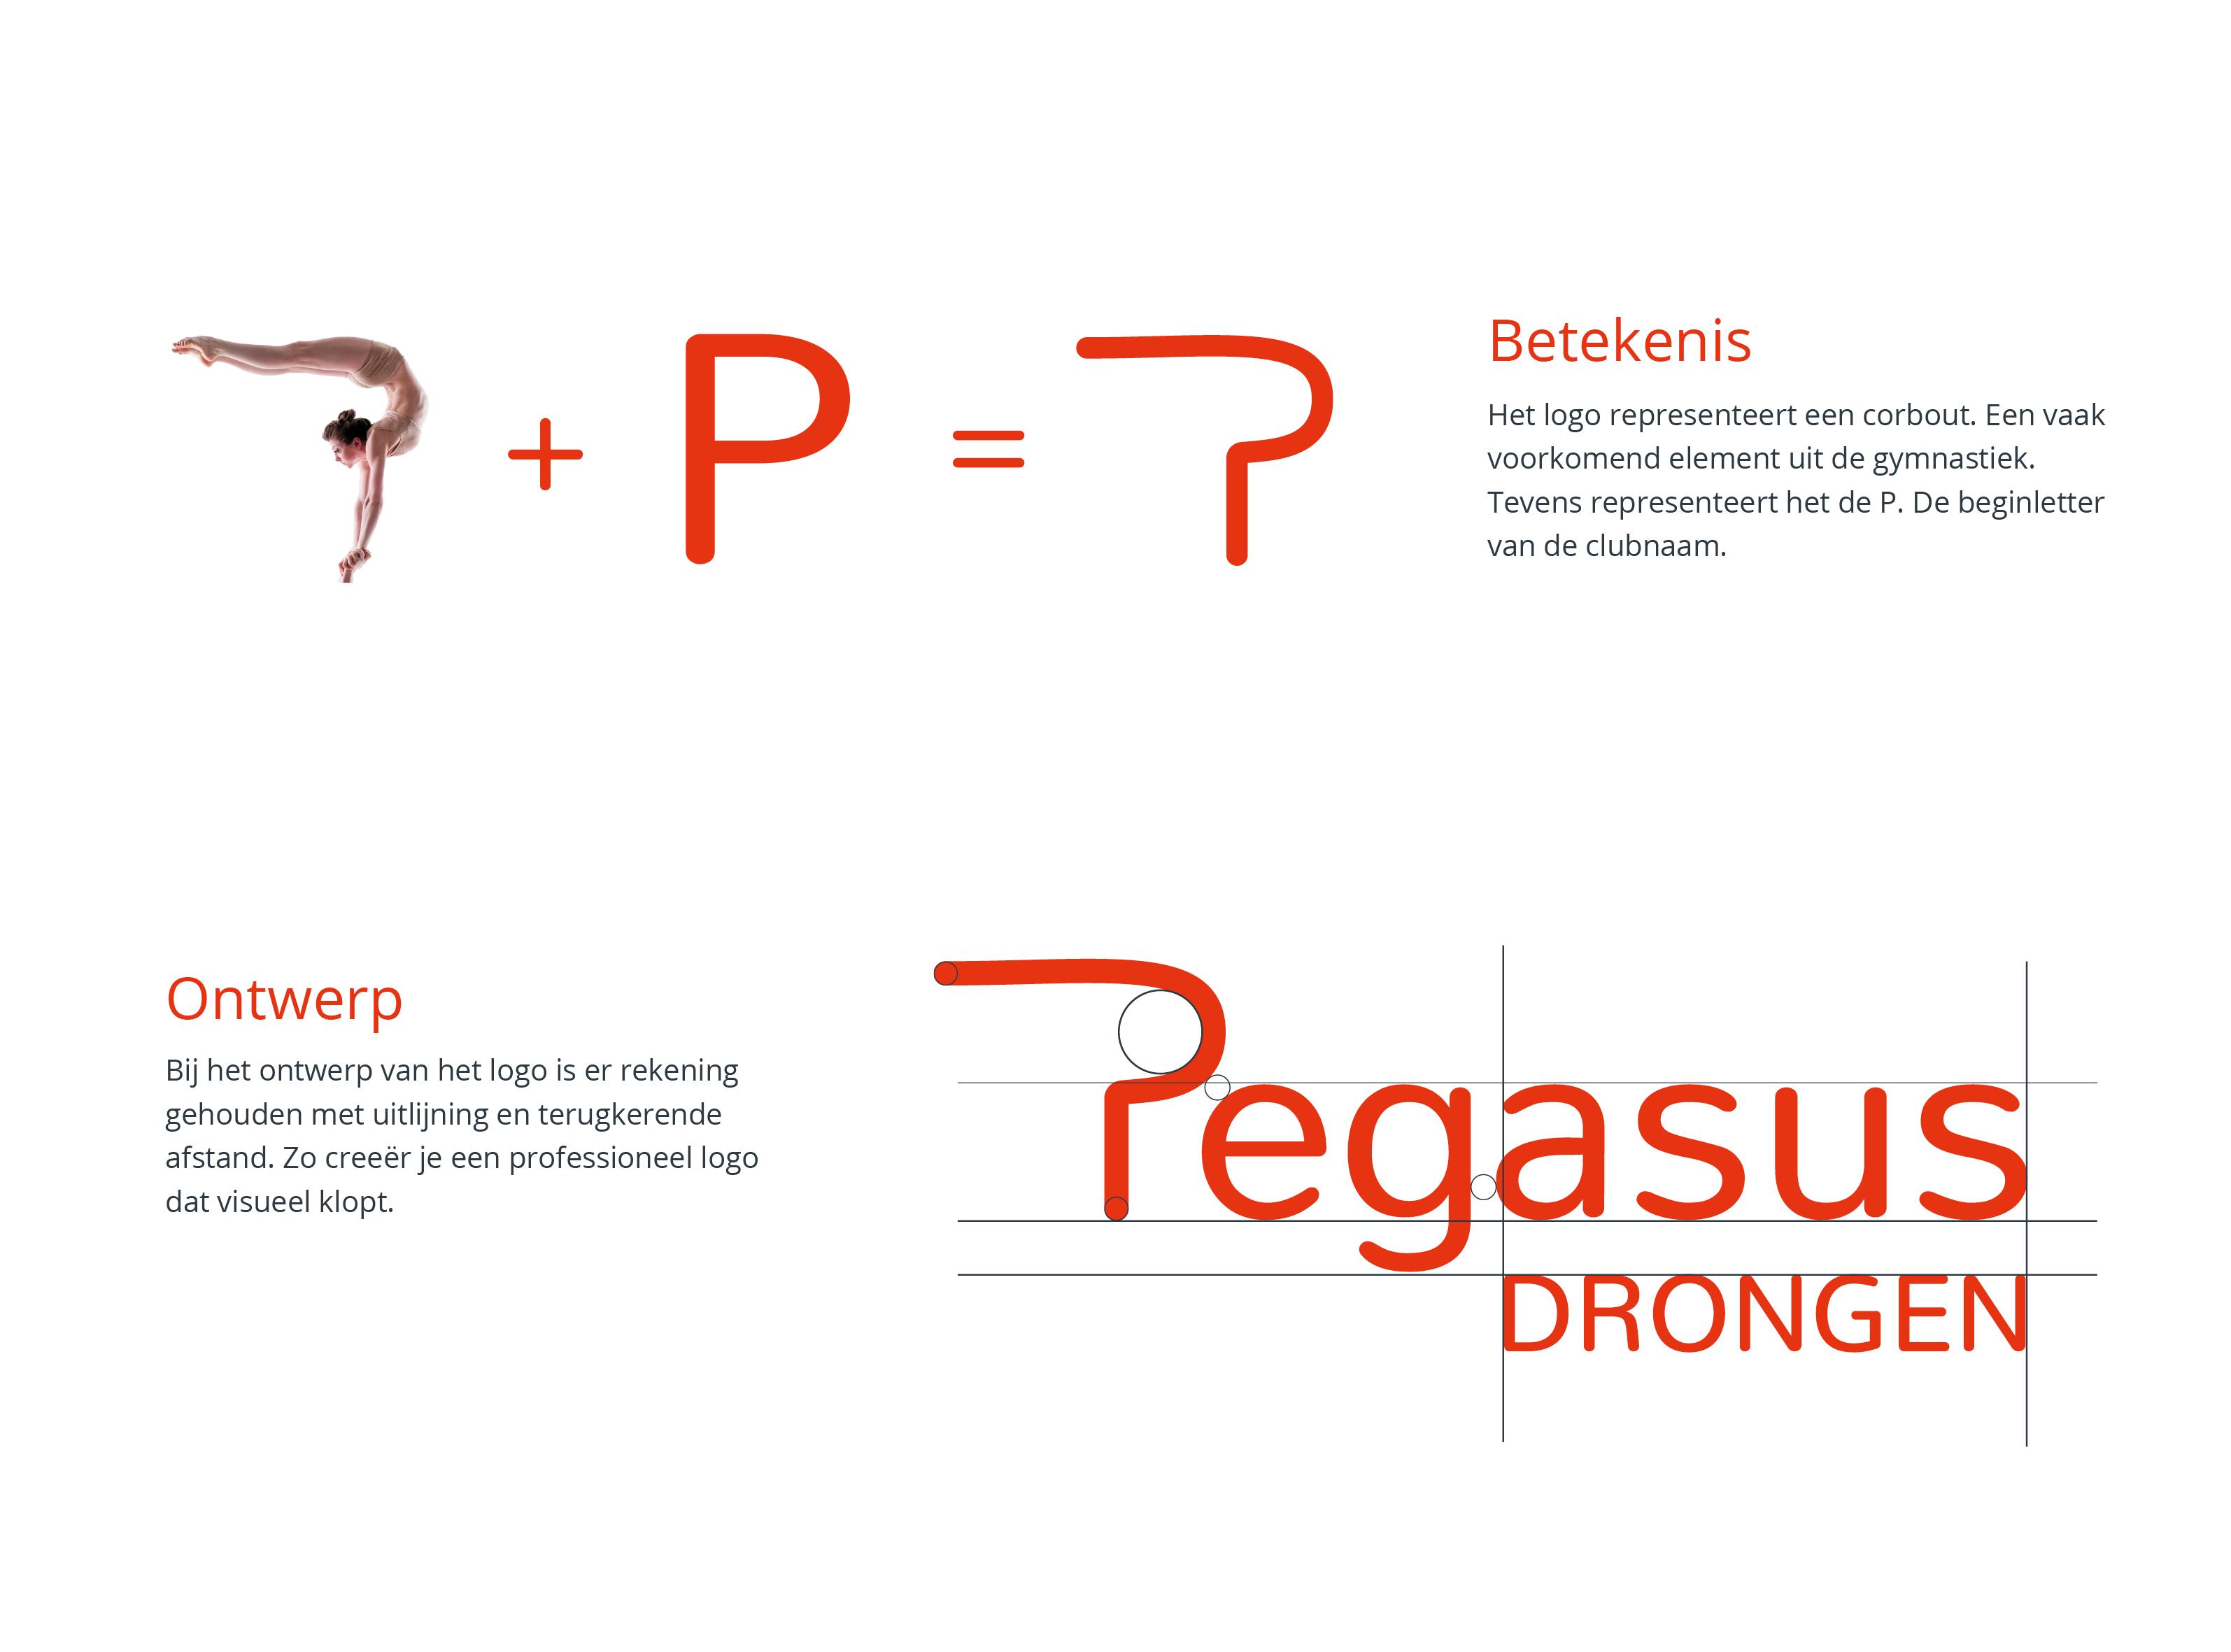 + P =
Betekenis
Het logo representeert een corbout. Een vaak
voorkomend element uit de gymnastiek.
Tevens representeert het de P. De beginletter
van de clubnaam.
Ontwerp
Bij het ontwerp van het logo is er rekening
gehouden met uitlijning en terugkerende
afstand. Zo creeër je een professioneel logo
dat visueel klopt.
Pegasus
DRONGEN